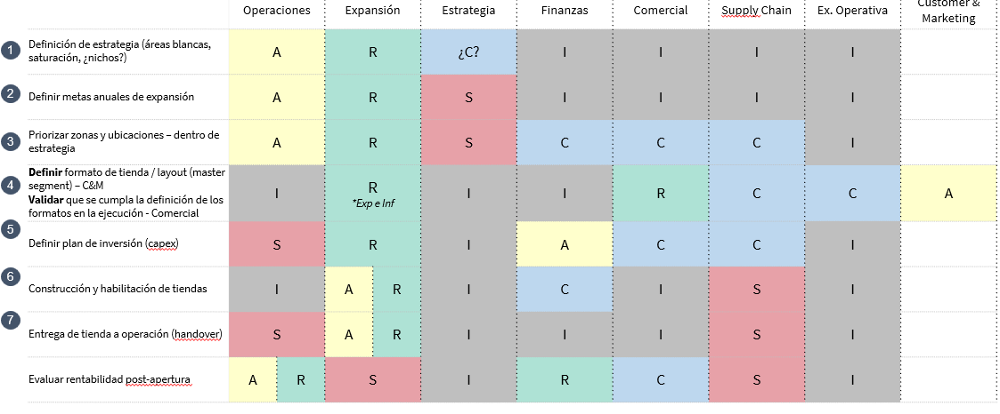 Operaciones Expansión Estrategia Finanzas Comercial Supply Chain Ex. Operativa Customer &
Marketing
1 Definición de estrategia (áreas blancas,
saturación, ¿nichos?) A R ¿C? I I I I
2 Definir metas anuales de expansión A R S I I I I
3 Priorizar zonas y ubicaciones – dentro de
estrategia A R S C C C I
4 Definir formato de tienda / layout (master
segment) – C&M
Validar que se cumpla la definición de los
formatos en la ejecución - Comercial I R I I R C C A
*Exp e Inf
5 Definir plan de inversión (capex) S R I A C C I
6 Construcción y habilitación de tiendas I A R I C I S I
7 Entrega de tienda a operación (handover) S A R I I I S I
Evaluar rentabilidad post-apertura A R S I R C S I